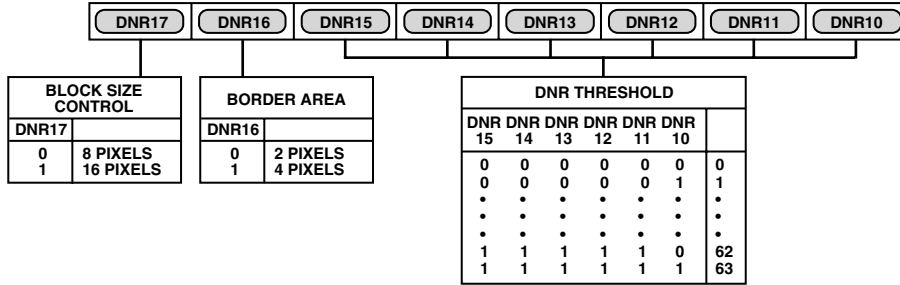 DNR17 DNR16 DNR15 DNR14 DNR13 DNR12 DNR11 DNR10
BLOCK SIZE
CONTROL
DNR17
0 8 PIXELS
1 16 PIXELS
BORDER AREA
DNR16
0 2 PIXELS
1 4 PIXELS
DNR THRESHOLD
DNR DNR DNR DNR DNR DNR
15 14 13 12 11 10
0 0 0 0 0 0 0
0 0 0 0 0 1 1
• • • • • • •
• • • • • • •
• • • • • • •
1 1 1 1 1 0 62
1 1 1 1 1 1 63